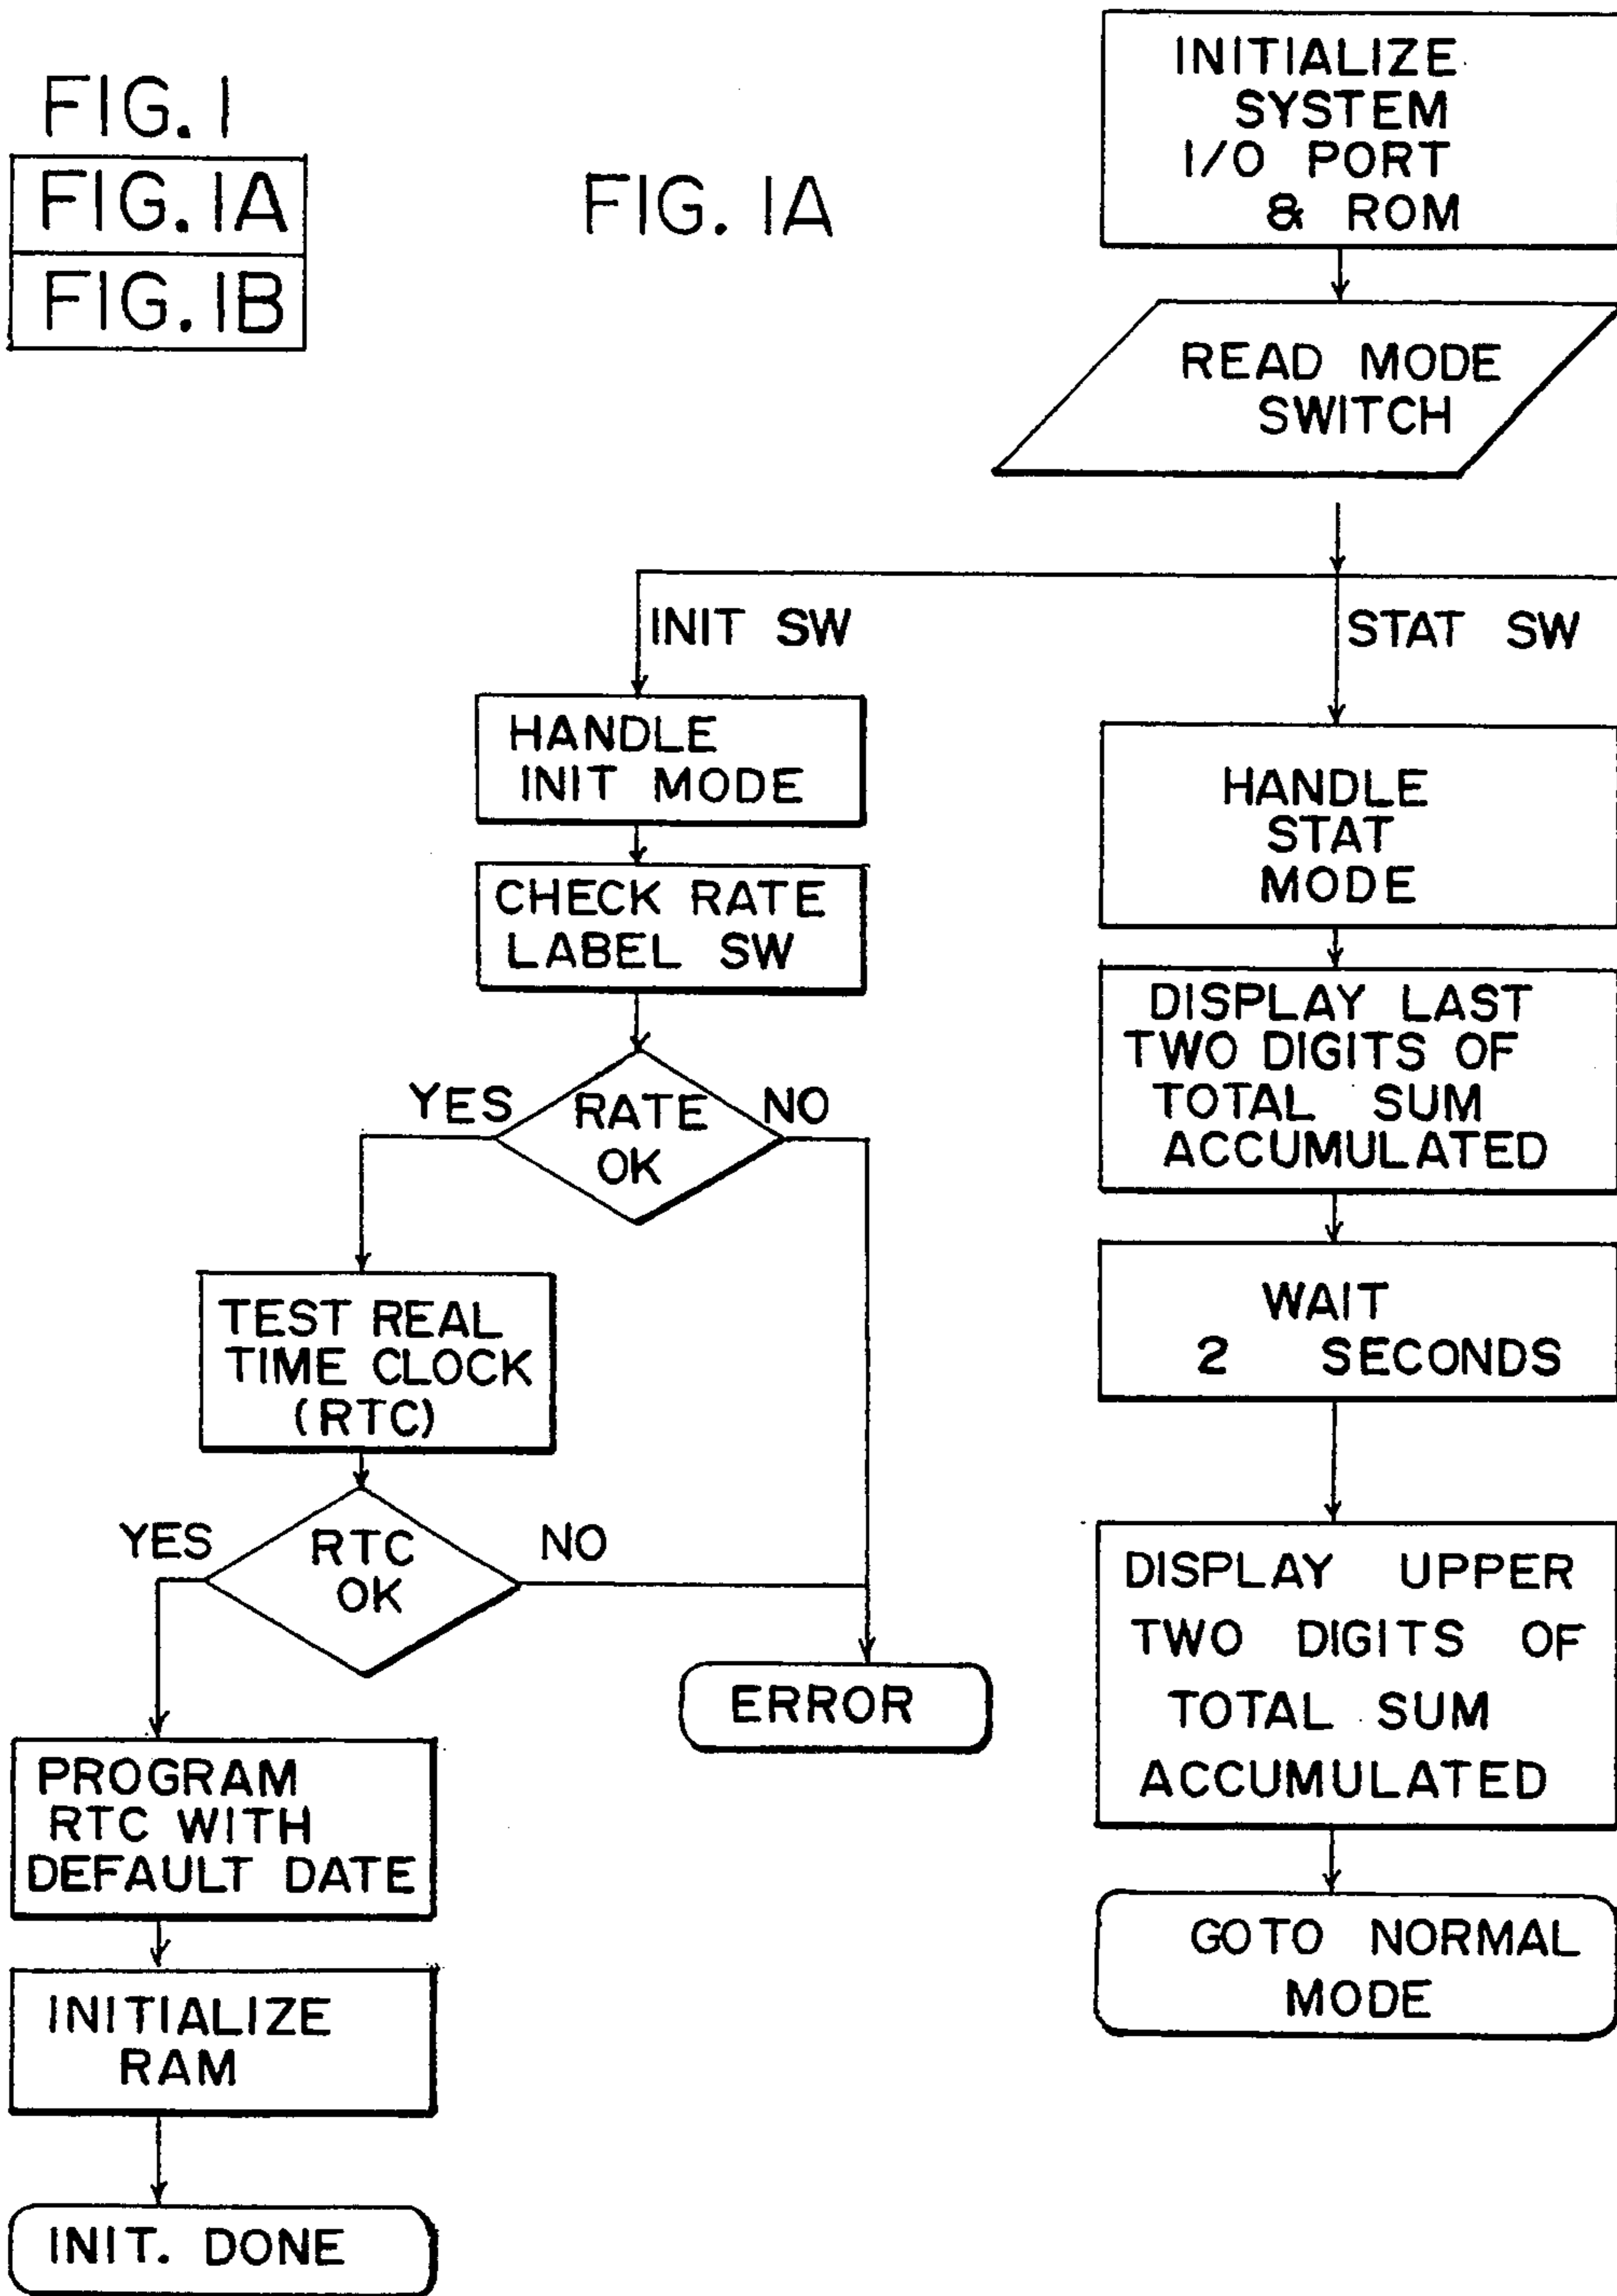 FIG. 1
FIG. 1A
FIG. 1B
FIG. 1A
INITIALIZE
SYSTEM
I/O PORT
& ROM
READ MODE
SWITCH
INIT SW
STAT SW
HANDLE
INIT MODE
CHECK RATE
LABEL SW
YES
RATE
OK
NO
TEST REAL
TIME CLOCK
(RTC)
YES
RTC
OK
NO
ERROR
PROGRAM
RTC WITH
DEFAULT DATE
INITIALIZE
RAM
INIT. DONE
HANDLE
STAT
MODE
DISPLAY LAST
TWO DIGITS OF
TOTAL SUM
ACCUMULATED
WAIT
2 SECONDS
DISPLAY UPPER
TWO DIGITS OF
TOTAL SUM
ACCUMULATED
GOTO NORMAL
MODE